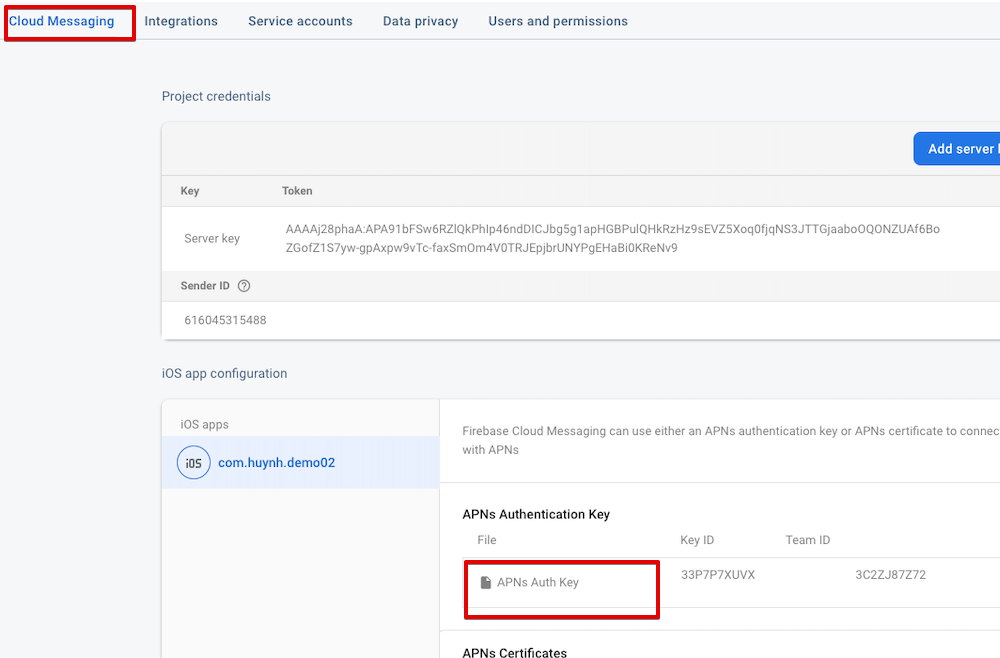 Cloud Messaging Integrations Service accounts Data privacy Users and permissions
Project credentials
Add server
Key Token
Server key
AAAAj28phaA:APA91bFSw6RZlQkPhIp46ndDICJbg5g1apHGBPulQHkRzHz9sEVZ5Xoq0fjqNS3JTTGjaaboOQONZUAf6Bo
ZGofZ1S7yw-gpAxpw9vTc-faxSmOm4V0TRJEpjbrUNYPgEHaBi0KReNv9
Sender ID
616045315488
iOS app configuration
iOS apps
iOS com.huynh.demo02
Firebase Cloud Messaging can use either an APNs authentication key or APNs certificate to connec
with APNs
APNs Authentication Key
File Key ID Team ID
APNs Auth Key 33P7P7XUVX 3C2ZJ87Z72
APNs Certificates